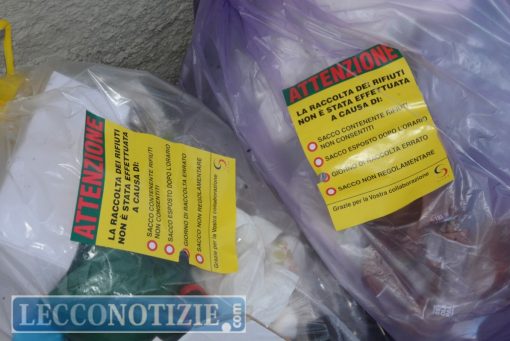 ATTENZIONE
LA RACCOLTA DEI RIFIUTI
NON È STATA EFFETTUATA
A CAUSA DI:
SACCO CONTENENTE RIFIUTI
NON CONSENTITI
SACCO ESPOSTO DOPO L'ORARIO
GIORNO DI RACCOLTA ERRATO
SACCO NON REGOLAMENTARE
Grazie per la Vostra collaborazione
ATTENZIONE
LA RACCOLTA DEI RIFIUTI
NON È STATA EFFETTUATA
A CAUSA DI:
SACCO CONTENENTE RIFIUTI
NON CONSENTITI
SACCO ESPOSTO DOPO L'ORARIO
GIORNO DI RACCOLTA ERRATO
SACCO NON REGOLAMENTARE
Grazie per la Vostra collaborazione
LECCONOTIZIE.com